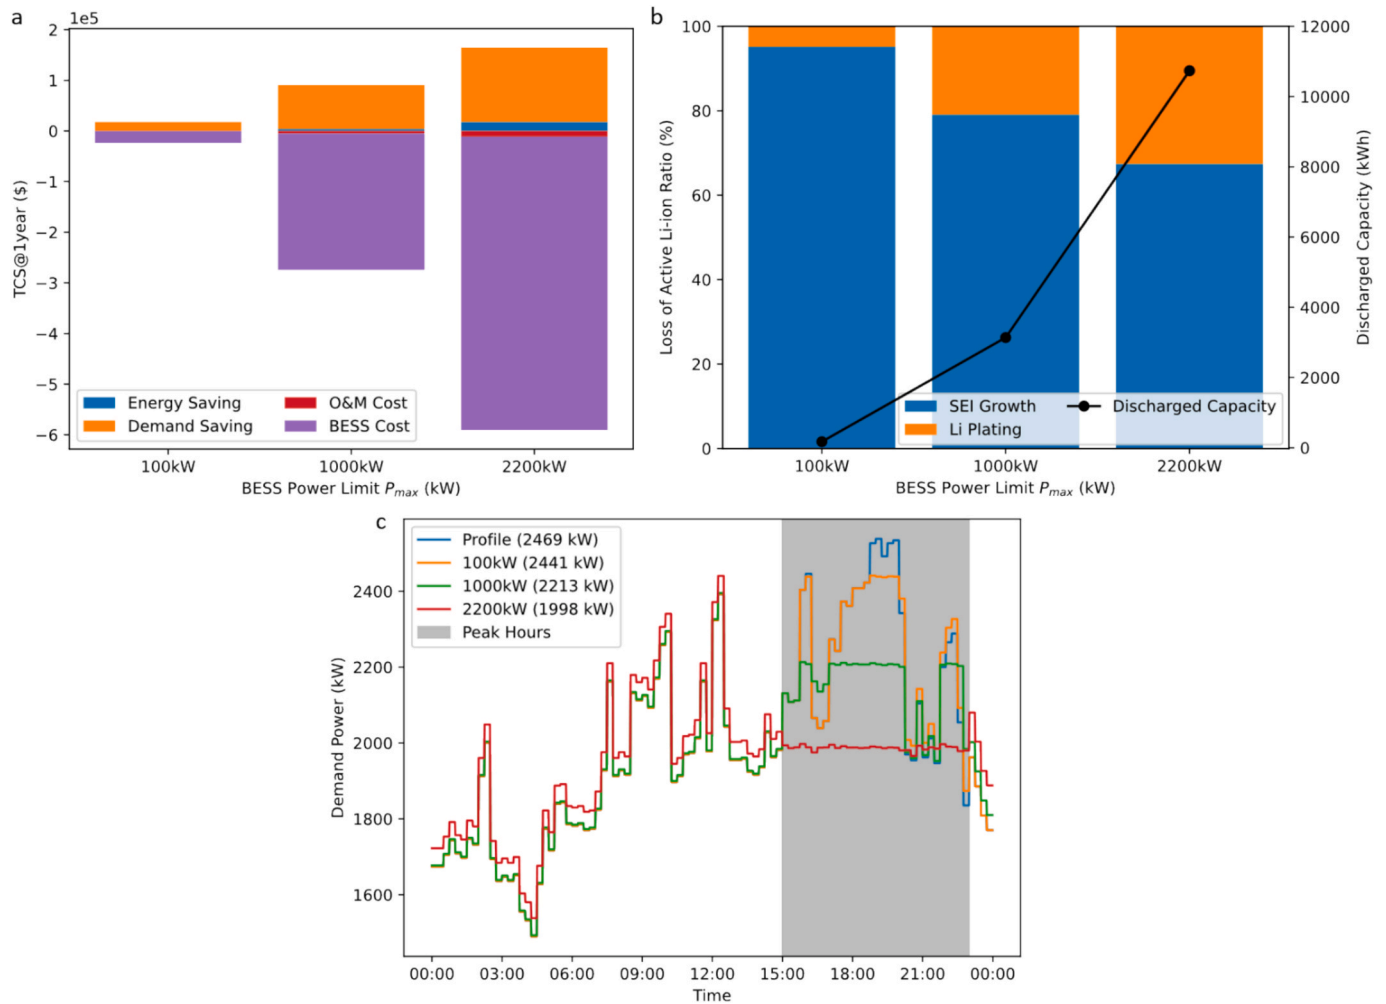 a
1e5
2
1
0
−1
−2
−3
−4
−5
−6
TCS@1year ($)
Energy Saving
Demand Saving
O&M Cost
BESS Cost
100kW
1000kW
2200kW
BESS Power Limit Pmax (kW)
b
100
80
60
40
20
0
Loss of Active Li-ion Ratio (%)
12000
10000
8000
6000
4000
2000
0
Discharged Capacity (kWh)
SEI Growth
Li Plating
Discharged Capacity
100kW
1000kW
2200kW
BESS Power Limit Pmax (kW)
c
Profile (2469 kW)
100kW (2441 kW)
1000kW (2213 kW)
2200kW (1998 kW)
Peak Hours
2400
2200
2000
1800
1600
Demand Power (kW)
00:00
03:00
06:00
09:00
12:00
15:00
18:00
21:00
00:00
Time